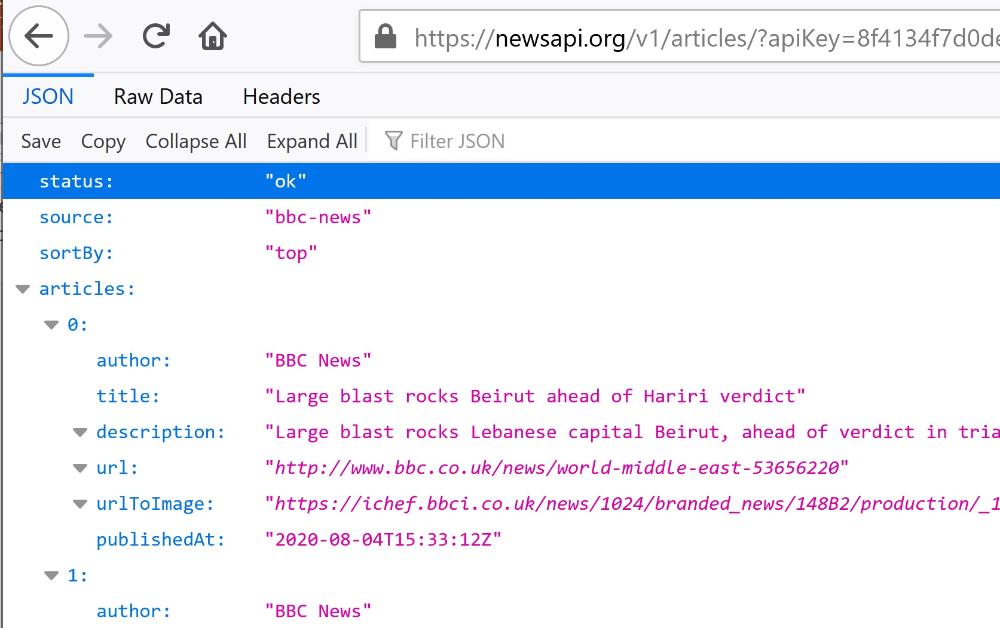 https://newsapi.org/v1/articles/?apiKey=8f4134f7d0de
JSON Raw Data Headers
Save Copy Collapse All Expand All Filter JSON
status: "ok"
source: "bbc-news"
sortBy: "top"
articles:
0:
author: "BBC News"
title: "Large blast rocks Beirut ahead of Hariri verdict"
description: "Large blast rocks Lebanese capital Beirut, ahead of verdict in tria
url: "http://www.bbc.co.uk/news/world-middle-east-53656220"
urlToImage: "https://ichef.bbci.co.uk/news/1024/branded_news/148B2/production/_1
publishedAt: "2020-08-04T15:33:12Z"
1:
author: "BBC News"